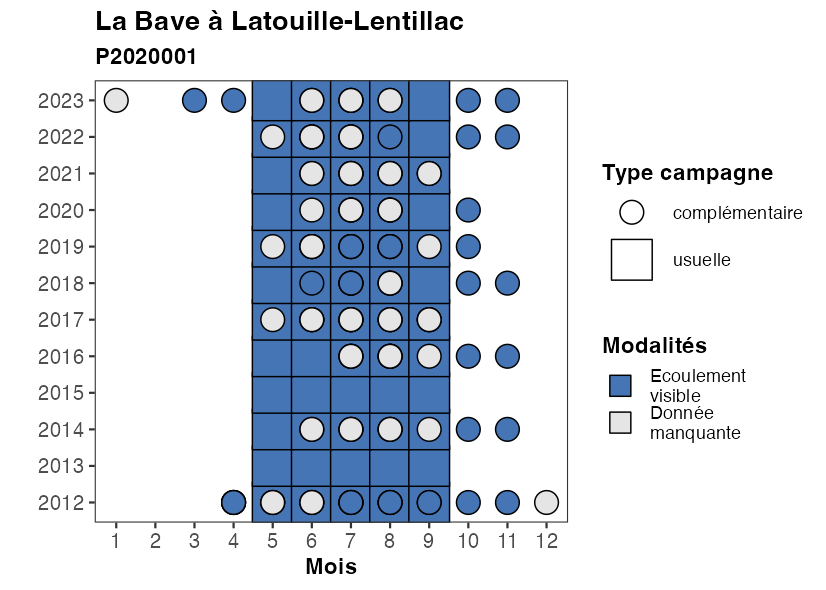 La Bave à Latouille-Lentillac
P2020001
2023
2022
2021
2020
2019
2018
2017
2016
2015
2014
2013
2012
1 2 3 4 5 6 7 8 9 10 11 12
Mois
Type campagne
complémentaire
usuelle
Modalités
Ecoulement
visible
Donnée
manquante